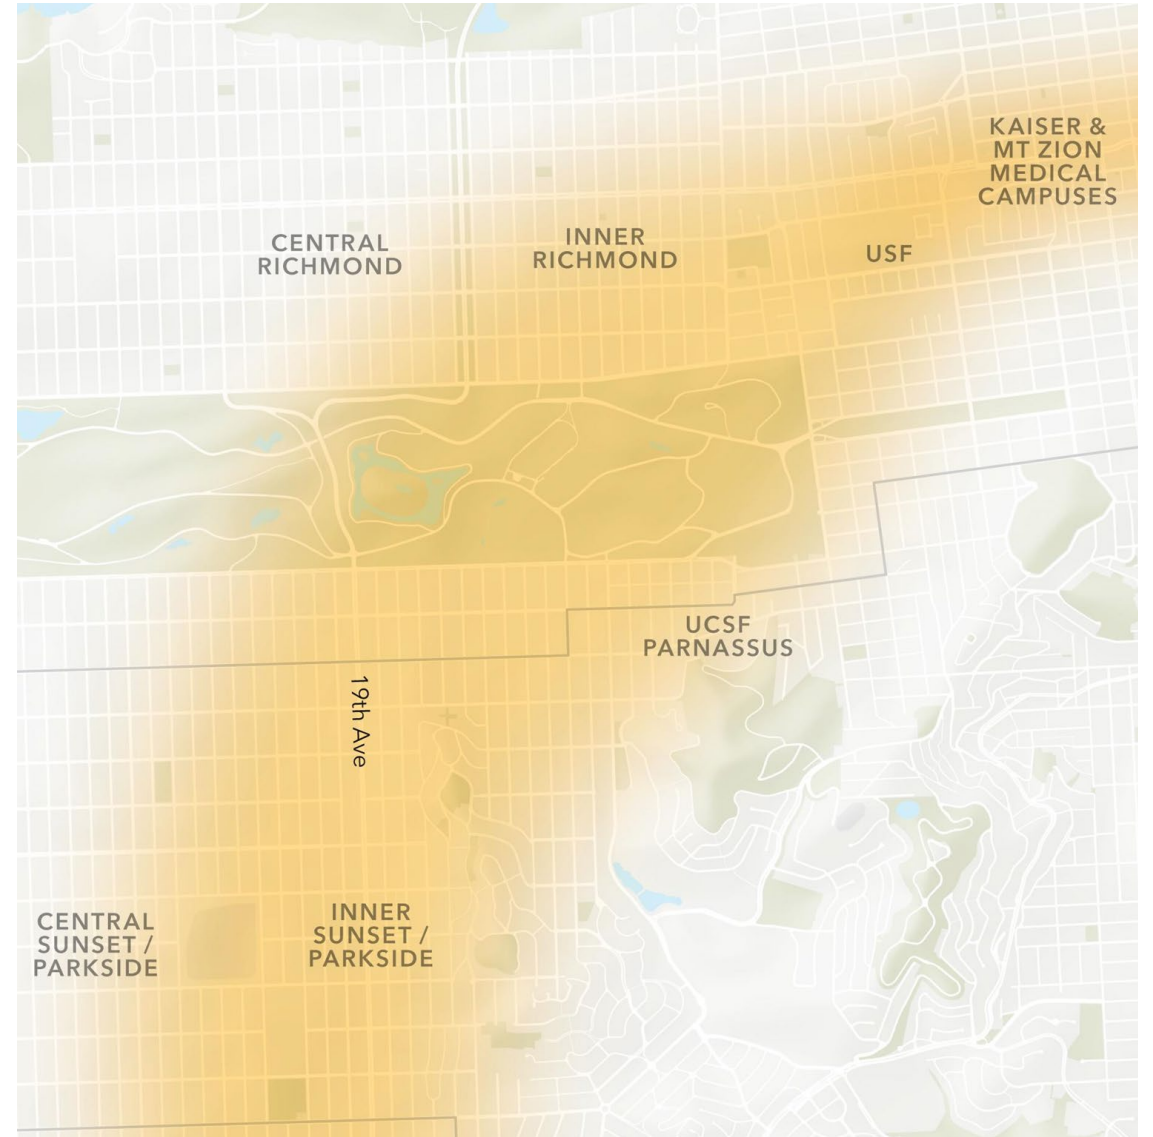 KAISER &
MT ZION
MEDICAL
CAMPUSES
CENTRAL
RICHMOND
INNER
RICHMOND
USF
UCSF
PARNASSUS
19th Ave
CENTRAL
SUNSET /
PARKSIDE
INNER
SUNSET /
PARKSIDE